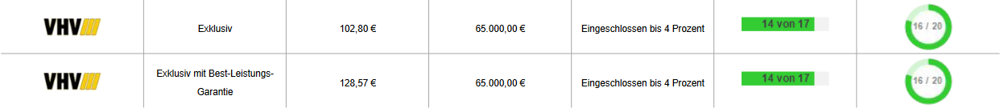 VHV Exklusiv 102,80 € 65.000,00 € Eingeschlossen bis 4 Prozent 14 von 17 16 / 20
VHV Exklusiv mit Best-Leistungs-
Garantie 128,57 € 65.000,00 € Eingeschlossen bis 4 Prozent 14 von 17 16 / 20